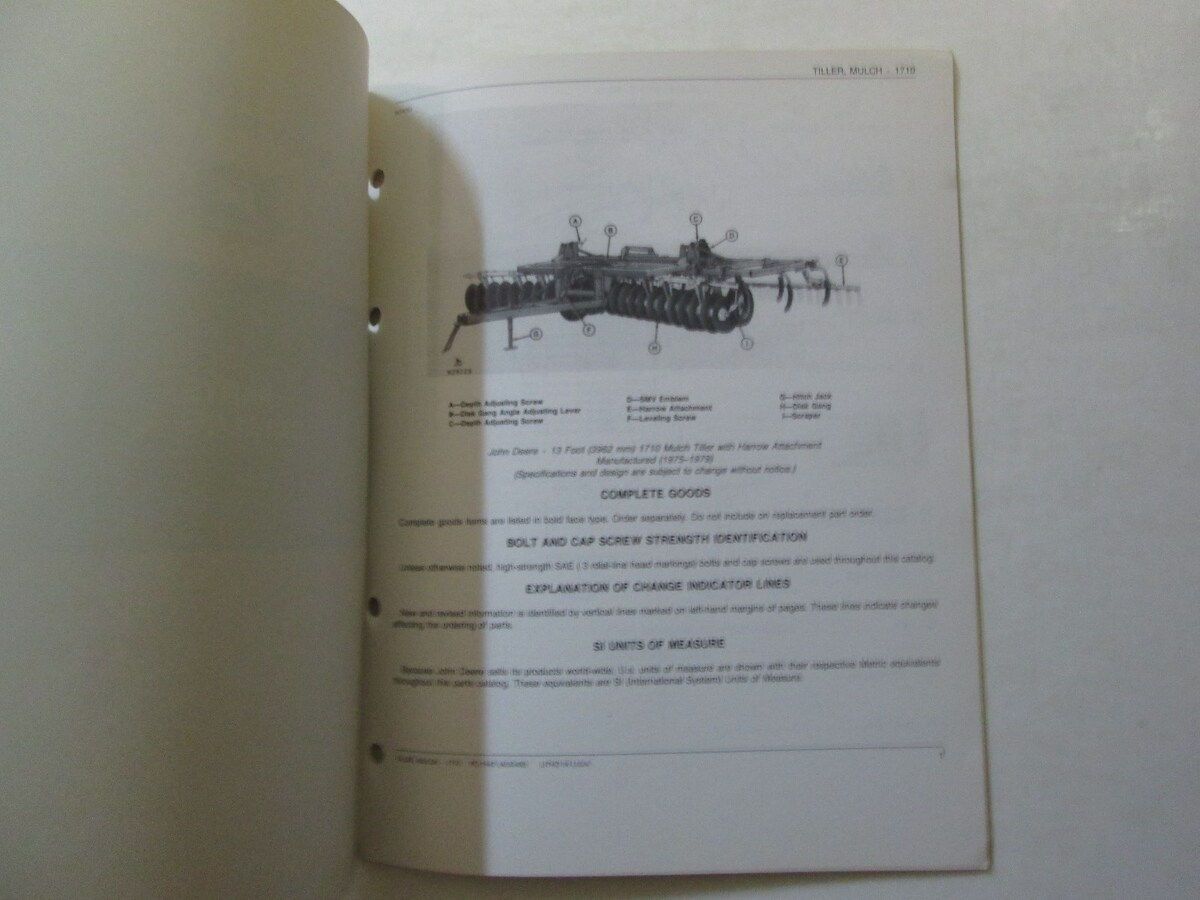 TILLER, MULCH - 1710
A
B
C
D
E
F
G
H
I
A—Depth Adjusting Screw
B—Disk Gang Angle Adjusting Lever
C—Depth Adjusting Screw
D—SMV Emblem
E—Harrow Attachment
F—Leveling Screw
G—Hitch Jack
H—Disk Gang
I—Scraper
John Deere - 13 Foot (3962 mm) 1710 Mulch Tiller with Harrow Attachment
Manufactured (1975-1979)
(Specifications and design are subject to change without notice.)
COMPLETE GOODS
Complete goods items are listed in bold face type. Order separately. Do not include on replacement part order.
BOLT AND CAP SCREW STRENGTH IDENTIFICATION
Unless otherwise noted, high-strength SAE ( 3 radial-line head markings) bolts and cap screws are used throughout this catalog.
EXPLANATION OF CHANGE INDICATOR LINES
New and revised information is identified by vertical lines marked on left-hand margins of pages. These lines indicate changes
affecting the ordering of parts.
SI UNITS OF MEASURE
Because John Deere sells its products world-wide, U.s units of measure are shown with their respective Metric equivalents
throughout this parts catalog. These equivalents are SI (International System) Units of Measure.